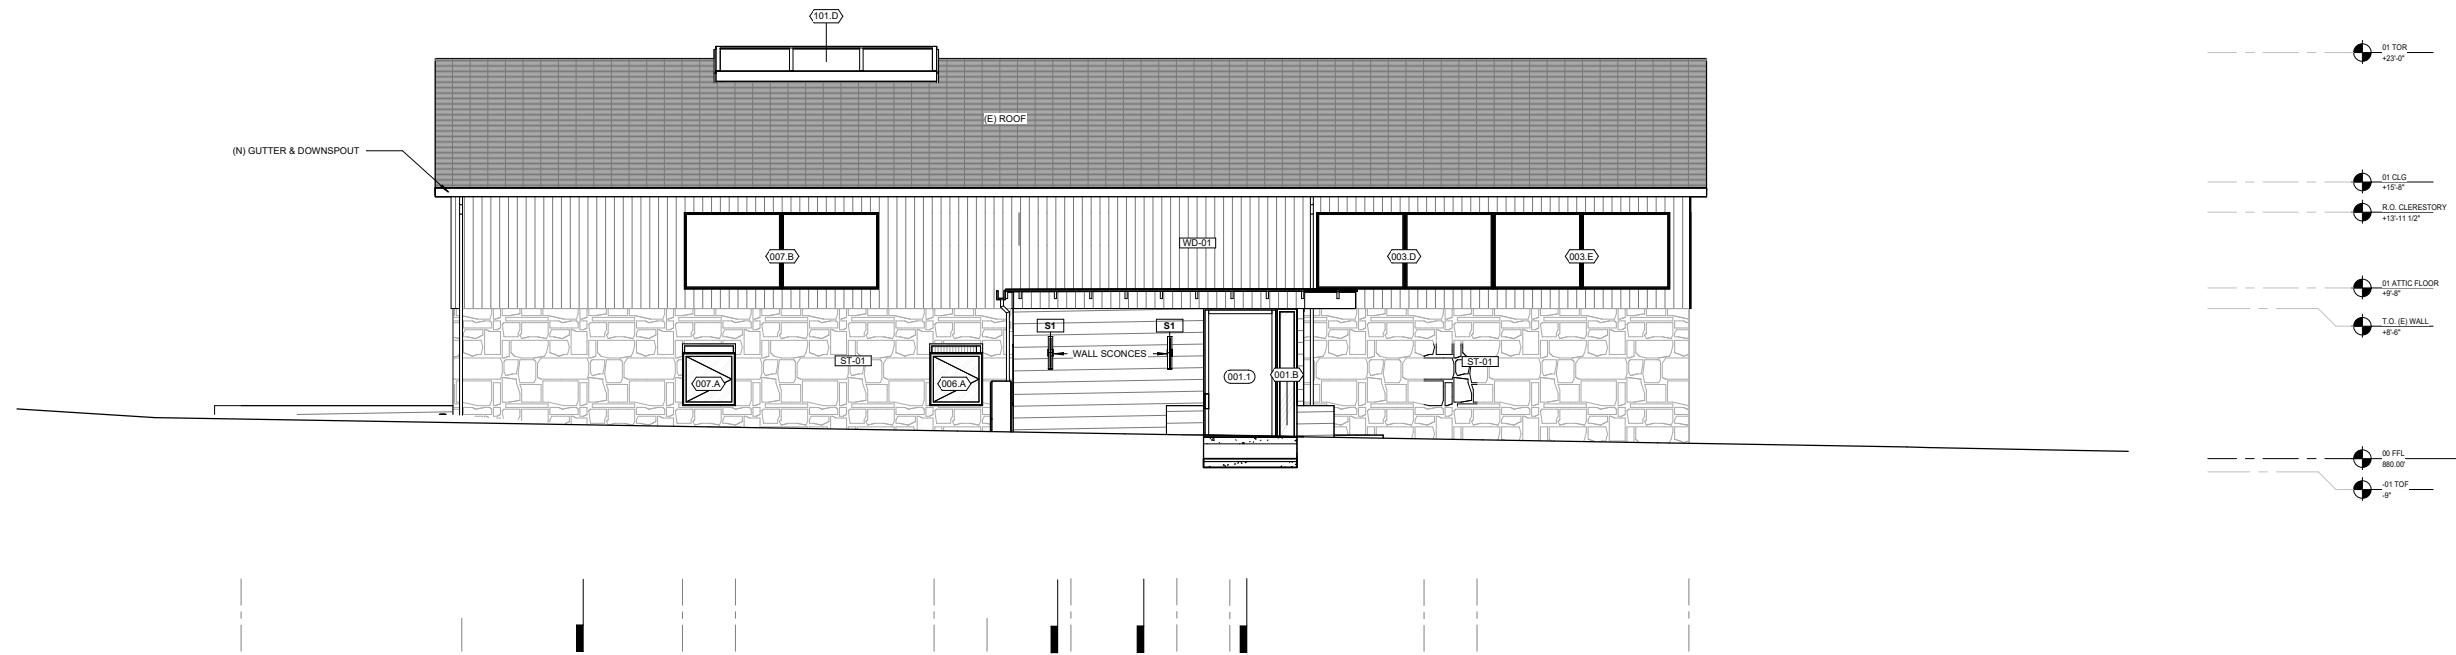 101.D
01 TOR
+23'-0"
(E) ROOF
(N) GUTTER & DOWNSPOUT
01 CLG
+15'-8"
R.O. CLERESTORY
+13'-11 1/2"
WD-01
007.B
003.D
003.E
01 ATTIC FLOOR
+9'-8"
T.O. (E) WALL
+8'-6"
S1
S1
WALL SCONCES
ST-01
ST-01
007.A
006.A
001.1
001.B
00 FFL
880.00'
-01 TOF
-9"